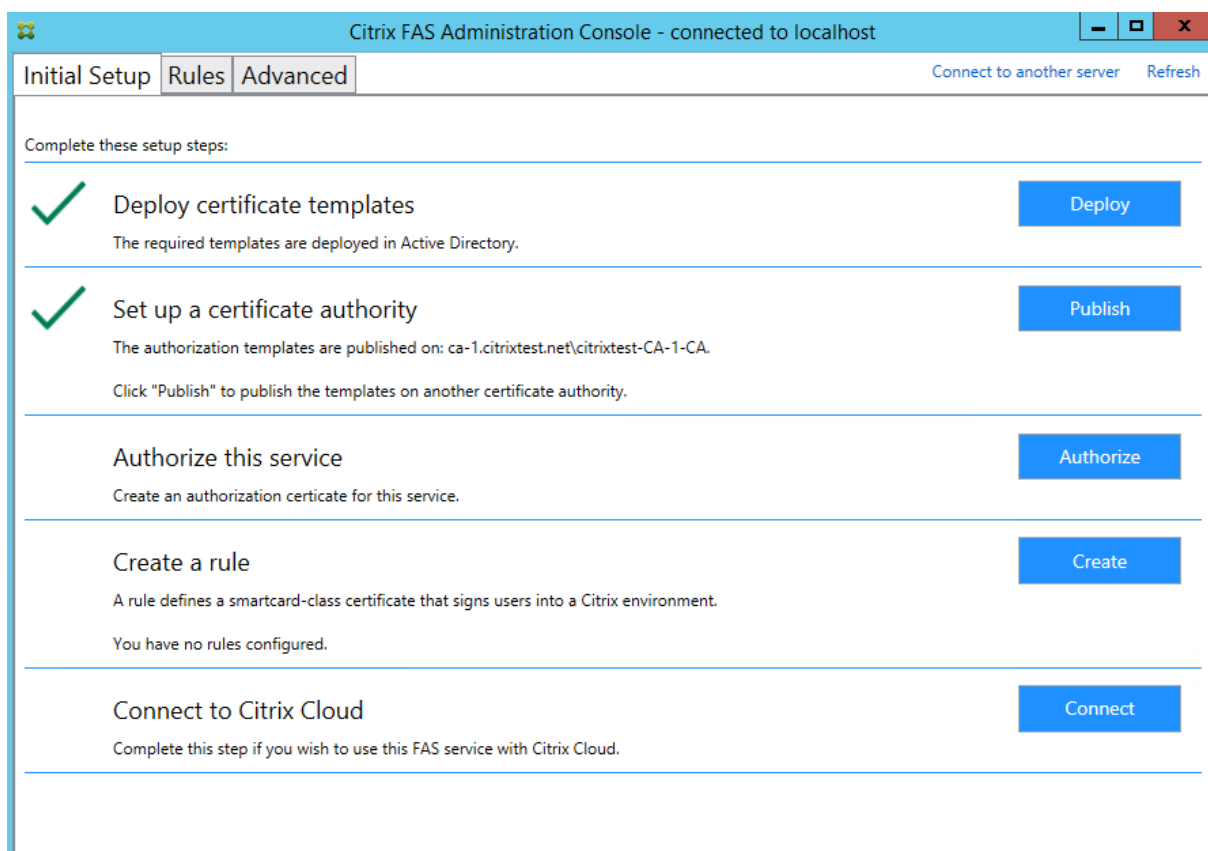 Citrix FAS Administration Console - connected to localhost
Initial Setup Rules Advanced Connect to another server Refresh
Complete these setup steps:
Deploy certificate templates Deploy
The required templates are deployed in Active Directory.
Set up a certificate authority Publish
The authorization templates are published on: ca-1.citrixtest.net\citrixtest-CA-1-CA.
Click "Publish" to publish the templates on another certificate authority.
Authorize this service Authorize
Create an authorization certicate for this service.
Create a rule Create
A rule defines a smartcard-class certificate that signs users into a Citrix environment.
You have no rules configured.
Connect to Citrix Cloud Connect
Complete this step if you wish to use this FAS service with Citrix Cloud.